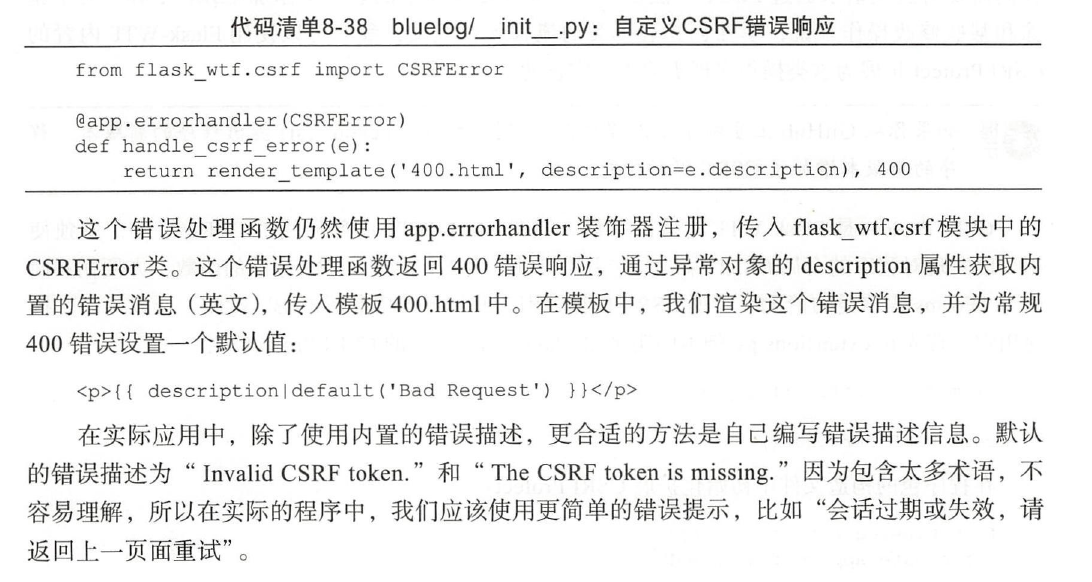 代码清单8-38 bluelog/__init__.py：自定义CSRF错误响应
from flask_wtf.csrf import CSRFError
@app.errorhandler(CSRFError)
def handle_csrf_error(e):
    return render_template('400.html', description=e.description), 400
这个错误处理函数仍然使用 app.errorhandler 装饰器注册，传入 flask_wtf.csrf 模块中的
CSRFError 类。这个错误处理函数返回 400 错误响应，通过异常对象的 description 属性获取内
置的错误消息（英文），传入模板 400.html 中。在模板中，我们渲染这个错误消息，并为常规
400 错误设置一个默认值：
<p>{{ description|default('Bad Request') }}</p>
在实际应用中，除了使用内置的错误描述，更合适的方法是自己编写错误描述信息。默认
的错误描述为“Invalid CSRF token.”和“The CSRF token is missing.”因为包含太多术语，不
容易理解，所以在实际的程序中，我们应该使用更简单的错误提示，比如“会话过期或失效，请
返回上一页面重试”。